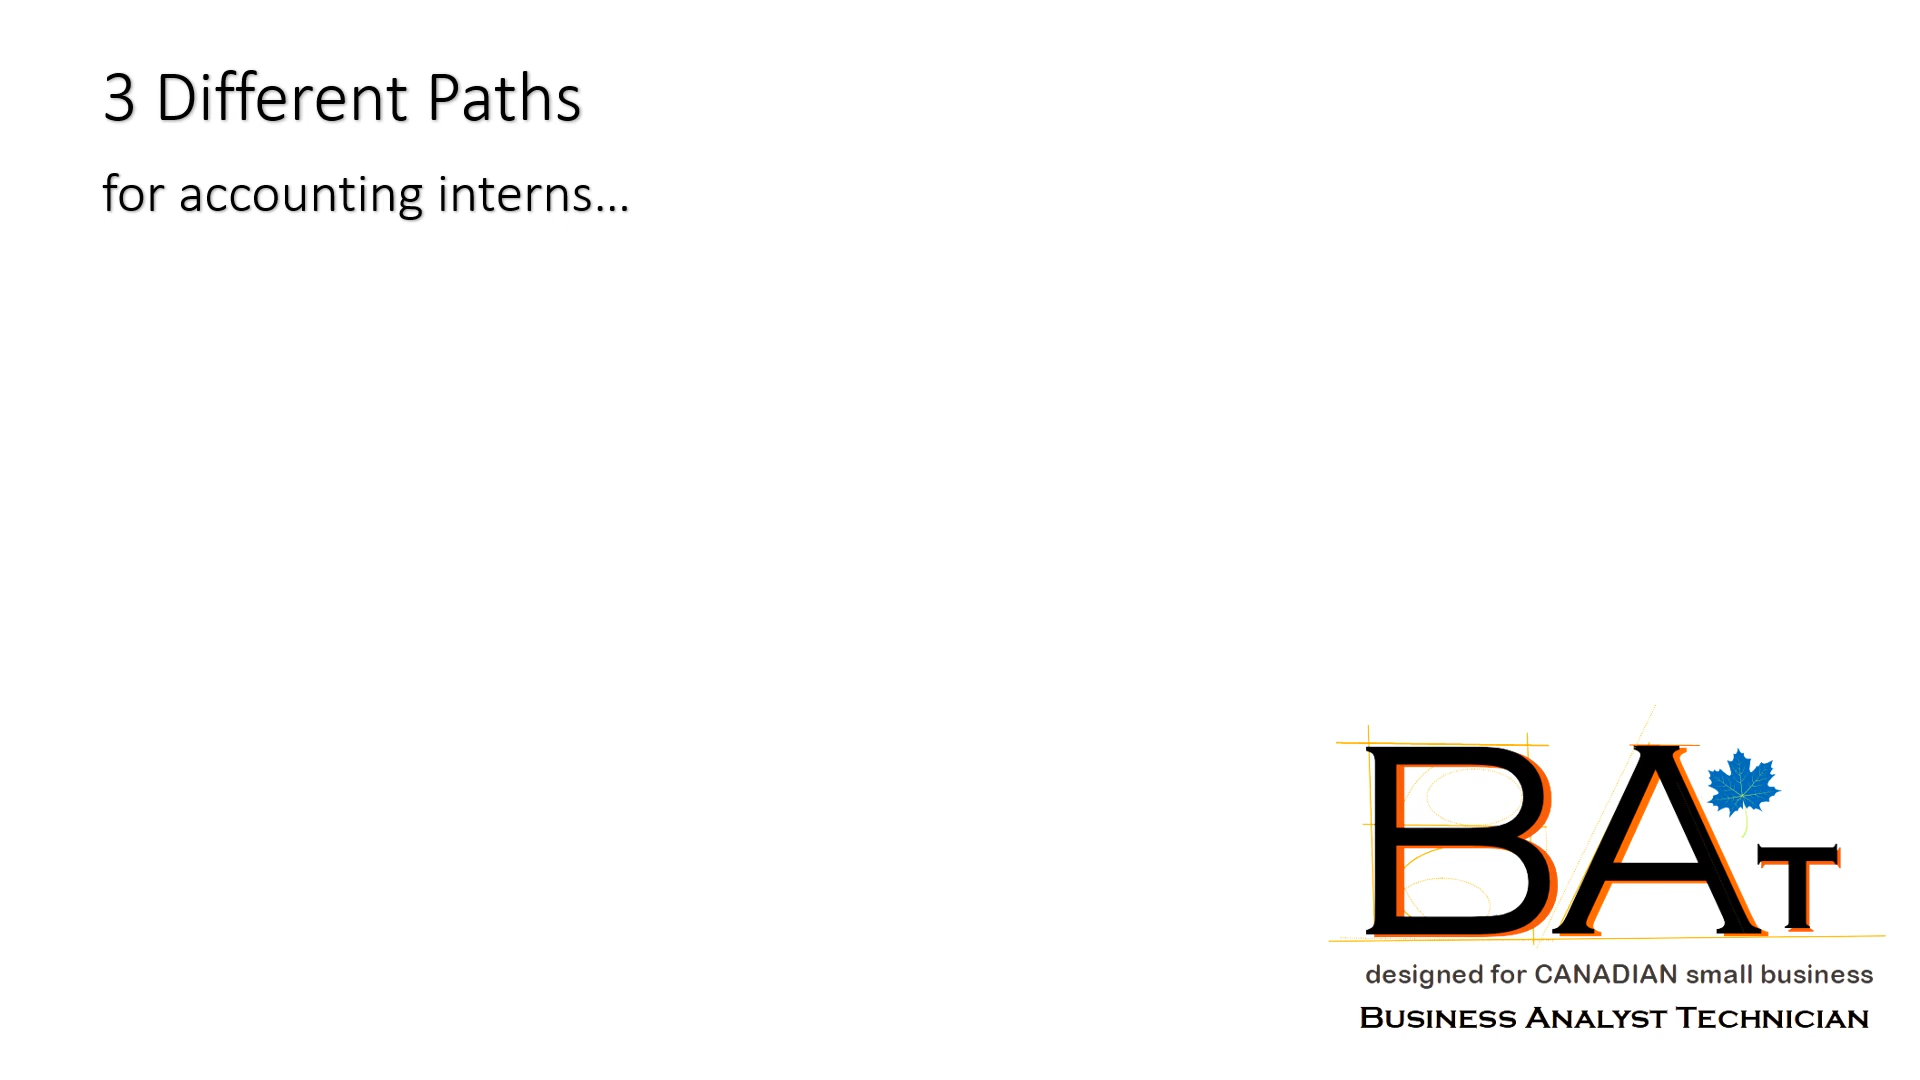 3 Different Paths
for accounting interns...
BAT
designed for CANADIAN small business
BUSINESS ANALYST TECHNICIAN